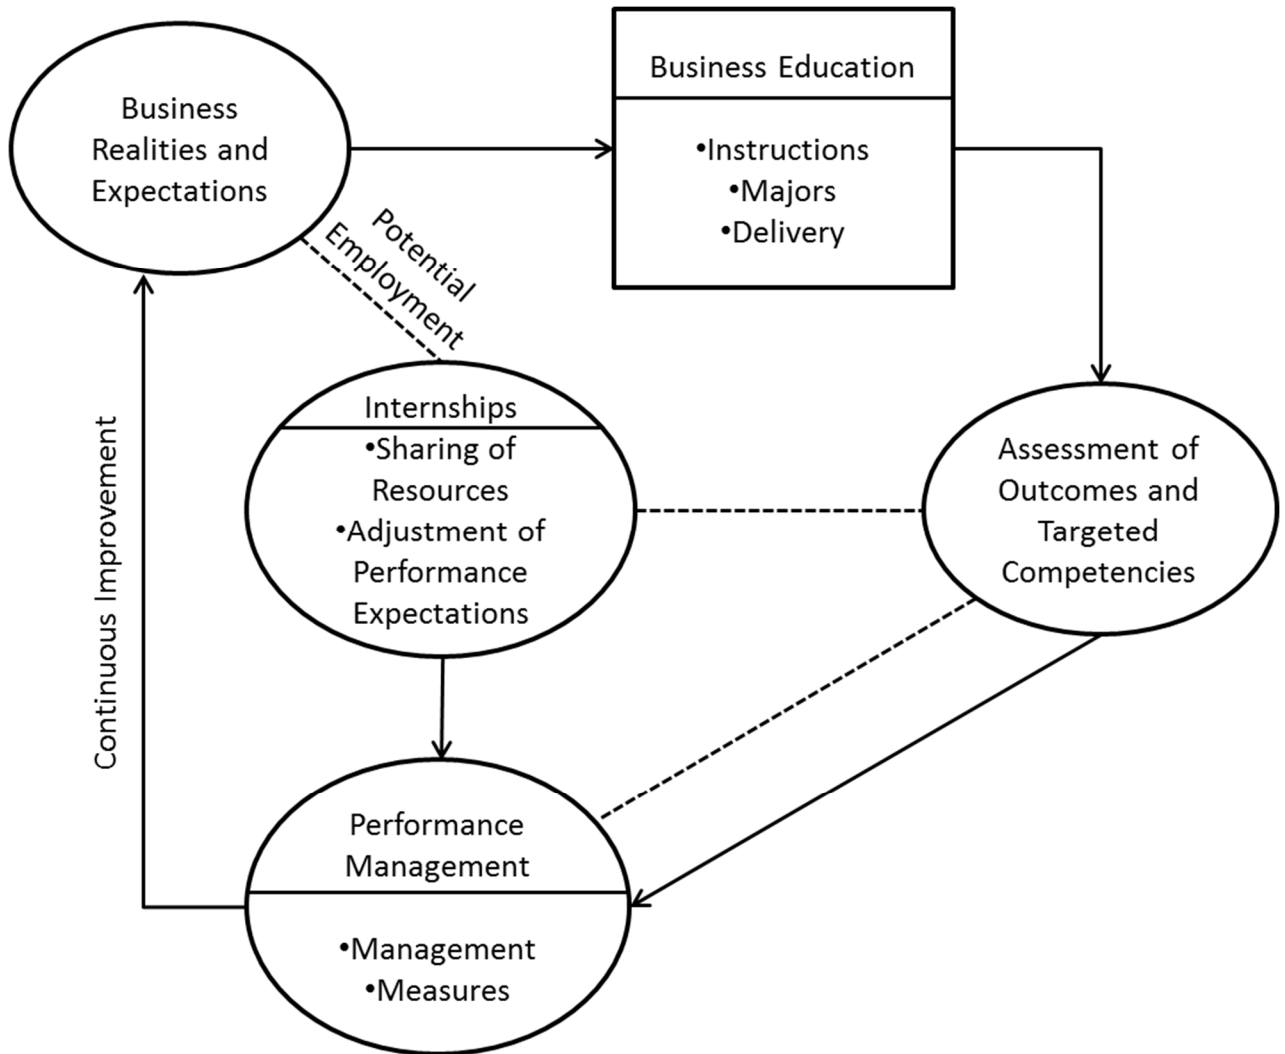 Business
Realities and
Expectations
Business Education
•Instructions
•Majors
•Delivery
Potential
Employment
Internships
•Sharing of
Resources
•Adjustment of
Performance
Expectations
Assessment of
Outcomes and
Targeted
Competencies
Continuous Improvement
Performance
Management
•Management
•Measures